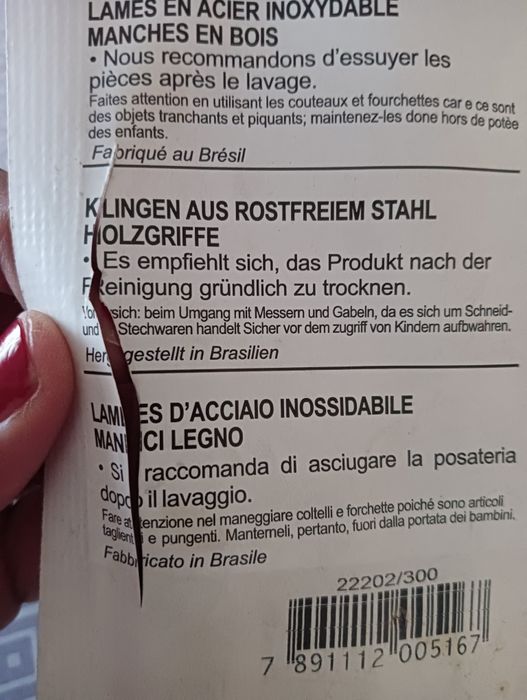 LAMES EN ACIER INOXYDABLE
MANCHES EN BOIS
• Nous recommandons d'essuyer les
pièces après le lavage.
Faites attention en utilisant les couteaux et fourchettes car e ce sont
des objets tranchants et piquants; maintenez-les done hors de potèe
des enfants.
Fabriqué au Brésil
KLINGEN AUS ROSTFREIEM STAHL
HOLZGRIFFE
• Es empfiehlt sich, das Produkt nach der
Reinigung gründlich zu trocknen.
sich: beim Umgang mit Messern und Gabeln, da es sich um Schneid-
und Stechwaren handelt Sicher vor dem zugriff von Kindern aufbwahren.
Hergestellt in Brasilien
LAMES D'ACCIAIO INOSSIDABILE
MANICI LEGNO
• Si raccomanda di asciugare la posateria
dopo il lavaggio.
Fare attenzione nel maneggiare coltelli e forchette poiché sono articoli
taglienti e pungenti. Mantemeli, pertanto, fuori dalla portata dei bambini.
Fabbricato in Brasile
22202/300
7 891112 005167